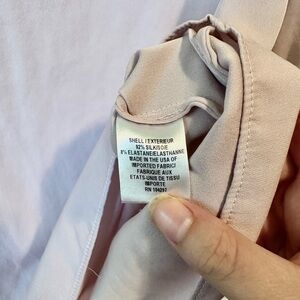 SHELL / EXTERIEUR
92% SILK/SOIE
8% ELASTANE/ELASTHANNE
MADE IN THE USA OF
IMPORTED FABRIC/
FABRIQUE AUX
ETATS-UNIS DE TISSU
IMPORTE
RN